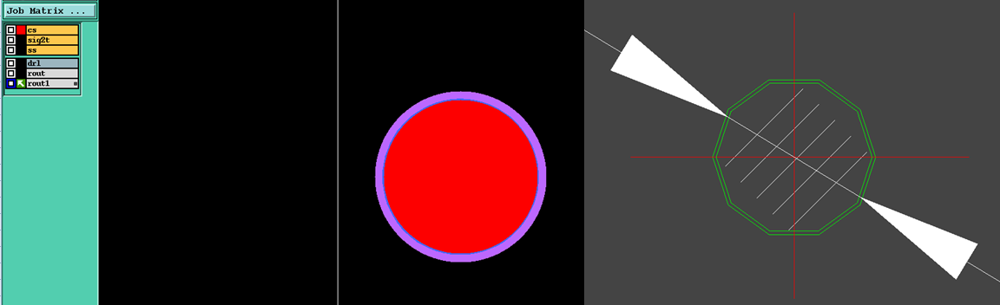 Job Matrix ...
cs
sig2t
ss
drl
rout
rout1